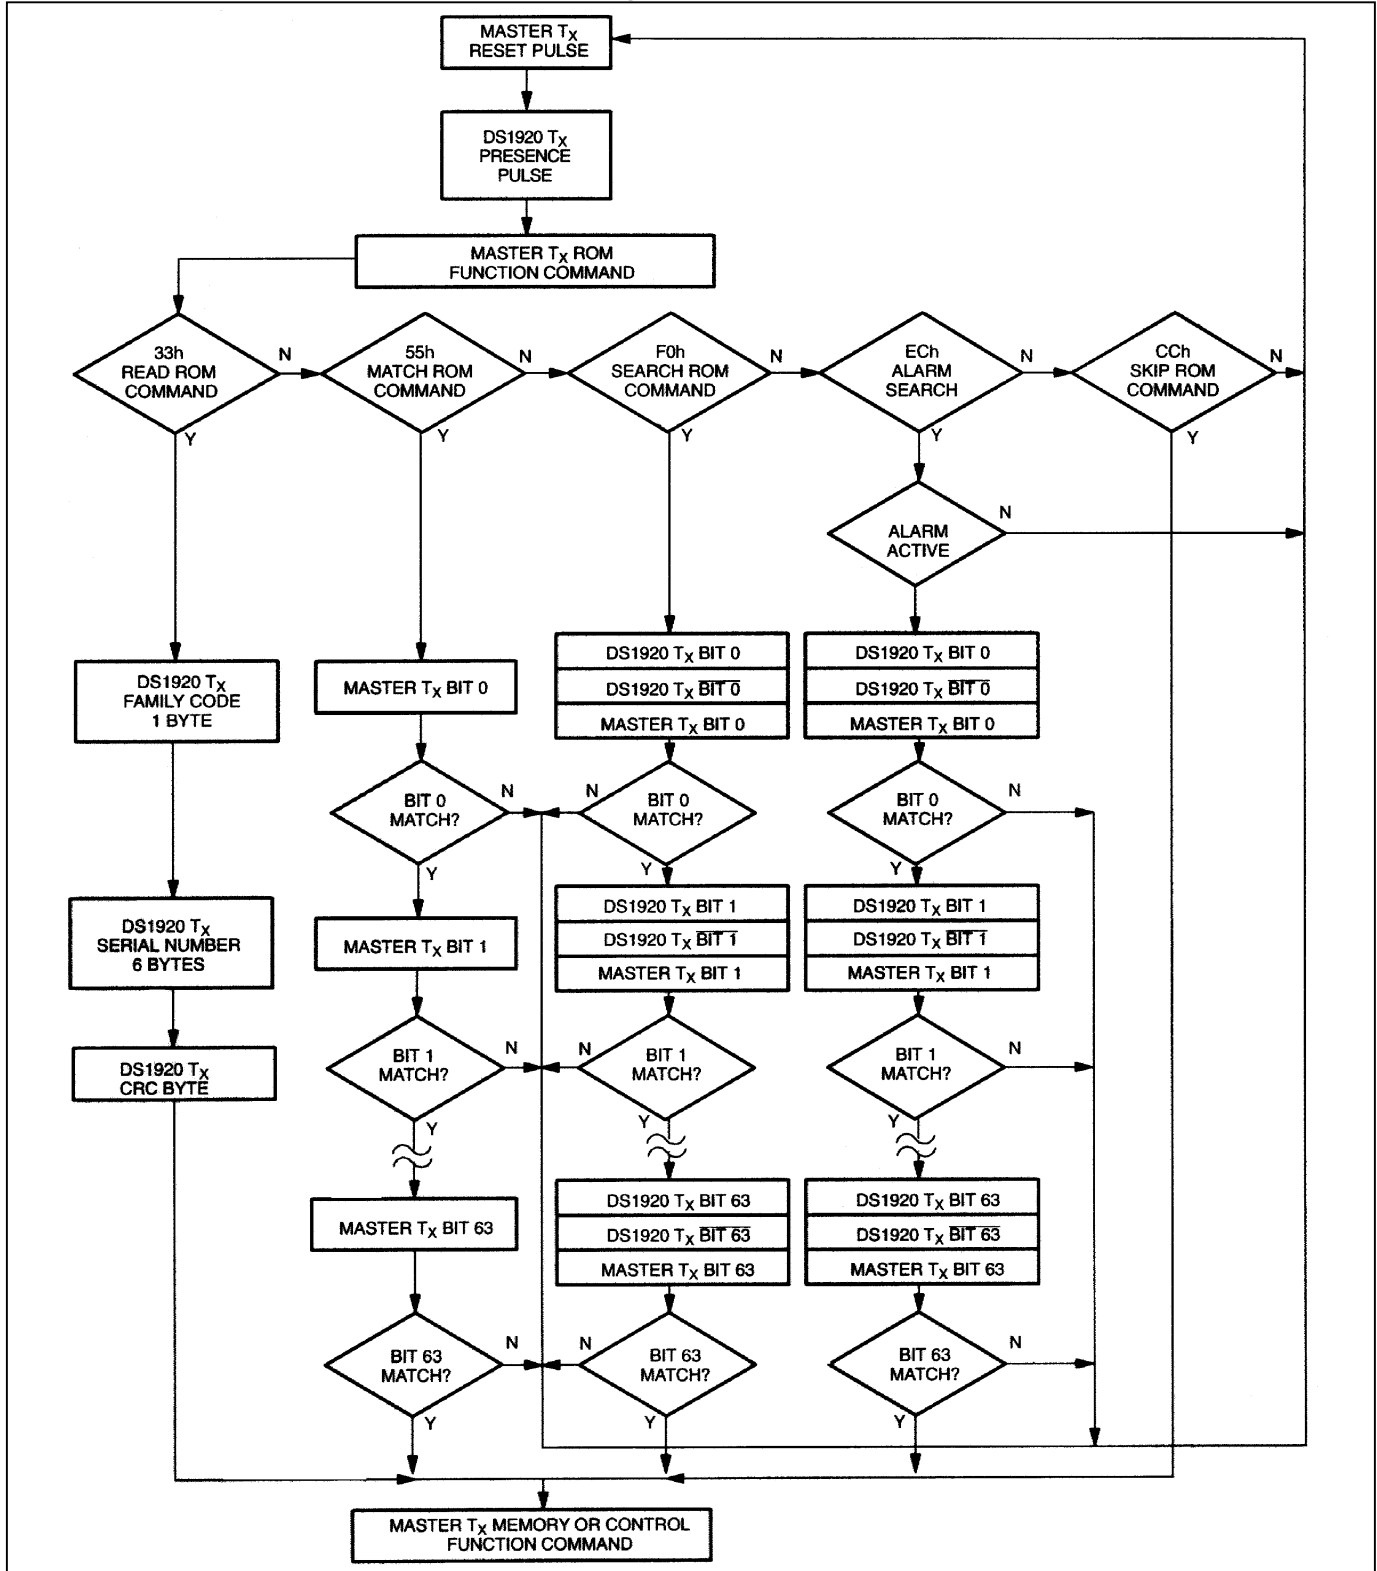 MASTER TX
RESET PULSE
DS1920 TX
PRESENCE
PULSE
MASTER TX ROM
FUNCTION COMMAND
33h
READ ROM
COMMAND
N
Y
55h
MATCH ROM
COMMAND
N
Y
F0h
SEARCH ROM
COMMAND
N
Y
ECh
ALARM
SEARCH
N
Y
CCh
SKIP ROM
COMMAND
N
Y
ALARM
ACTIVE
N
DS1920 TX
FAMILY CODE
1 BYTE
DS1920 TX
SERIAL NUMBER
6 BYTES
DS1920 TX
CRC BYTE
MASTER TX BIT 0
BIT 0
MATCH?
N
Y
MASTER TX BIT 1
BIT 1
MATCH?
N
Y
MASTER TX BIT 63
BIT 63
MATCH?
N
Y
DS1920 TX BIT 0
DS1920 TX BIT 0
MASTER TX BIT 0
BIT 0
MATCH?
N
Y
DS1920 TX BIT 1
DS1920 TX BIT 1
MASTER TX BIT 1
BIT 1
MATCH?
N
Y
DS1920 TX BIT 63
DS1920 TX BIT 63
MASTER TX BIT 63
BIT 63
MATCH?
N
Y
DS1920 TX BIT 0
DS1920 TX BIT 0
MASTER TX BIT 0
BIT 0
MATCH?
N
Y
DS1920 TX BIT 1
DS1920 TX BIT 1
MASTER TX BIT 1
BIT 1
MATCH?
N
Y
DS1920 TX BIT 63
DS1920 TX BIT 63
MASTER TX BIT 63
BIT 63
MATCH?
N
Y
MASTER TX MEMORY OR CONTROL
FUNCTION COMMAND